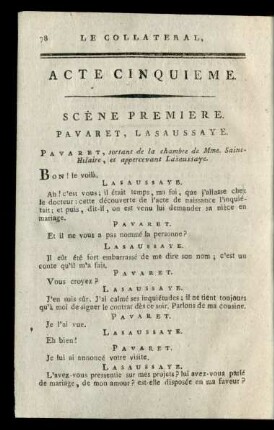 78 LE COLLATERAL,
ACTE CINQUIEME.
SCÈNE PREMIERE.
PAVARET, LASAUSSAYE.
PAVARET, sortant de la chambre de Mme. Saint-
Hilaire, et appercevant Lasaussaye.
BON! le voilà.
LASAUSSAYE.
Ah! c'est vous; il était temps, ma foi, que j'allasse chez
le docteur: cette découverte de l'acte de naissance l'inquié-
tait; et puis, dit-il, on est venu lui demander sa nièce en
mariage.
PAVARET.
Et il ne vous a pas nommé la personne?
LASAUSSAYE.
Il eût été fort embarrassé de me dire son nom; c'est un
conte qu'il m'a fait.
PAVARET.
Vous croyez?
LASAUSSAYE.
J'en suis sûr. J'ai calmé ses inquiétudes; il ne tient toujours
qu'à moi de signer le contrat dès ce soir. Parlons de ma cousine.
PAVARET.
Je l'ai vue.
LASAUSSAYE.
Eh bien!
PAVARET.
Je lui ai annoncé votre visite.
LASAUSSAYE.
L'avez-vous pressentie sur mes projets? lui avez-vous parlé
de mariage, de mon amour? est-elle disposée en ma faveur?